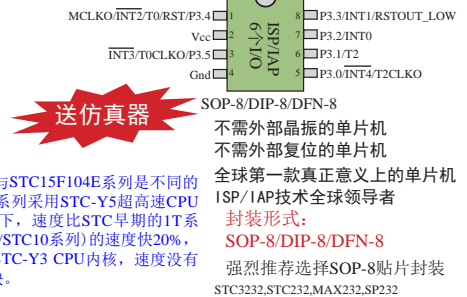 MCLKO/INT2/T0/RST/P3.4 1 8 P3.3/INT1/RSTOUT_LOW
Vcc 2 7 P3.2/INT0
INT3/T0CLKO/P3.5 3 6 P3.1/T2
Gnd 4 5 P3.0/INT4/T2CLKO
ISP/IAP
6个I/O
SOP-8/DIP-8/DFN-8
送仿真器
不需外部晶振的单片机
不需外部复位的单片机
全球第一款真正意义上的单片机
ISP/IAP技术全球领导者
与STC15F104E系列是不同的
系列采用STC-Y5超高速CPU
下，速度比STC早期的1T系
/STC10系列)的速度快20%，
STC-Y3 CPU内核，速度没有
快。
封装形式：
SOP-8/DIP-8/DFN-8
强烈推荐选择SOP-8贴片封装
STC3232,STC232,MAX232,SP232